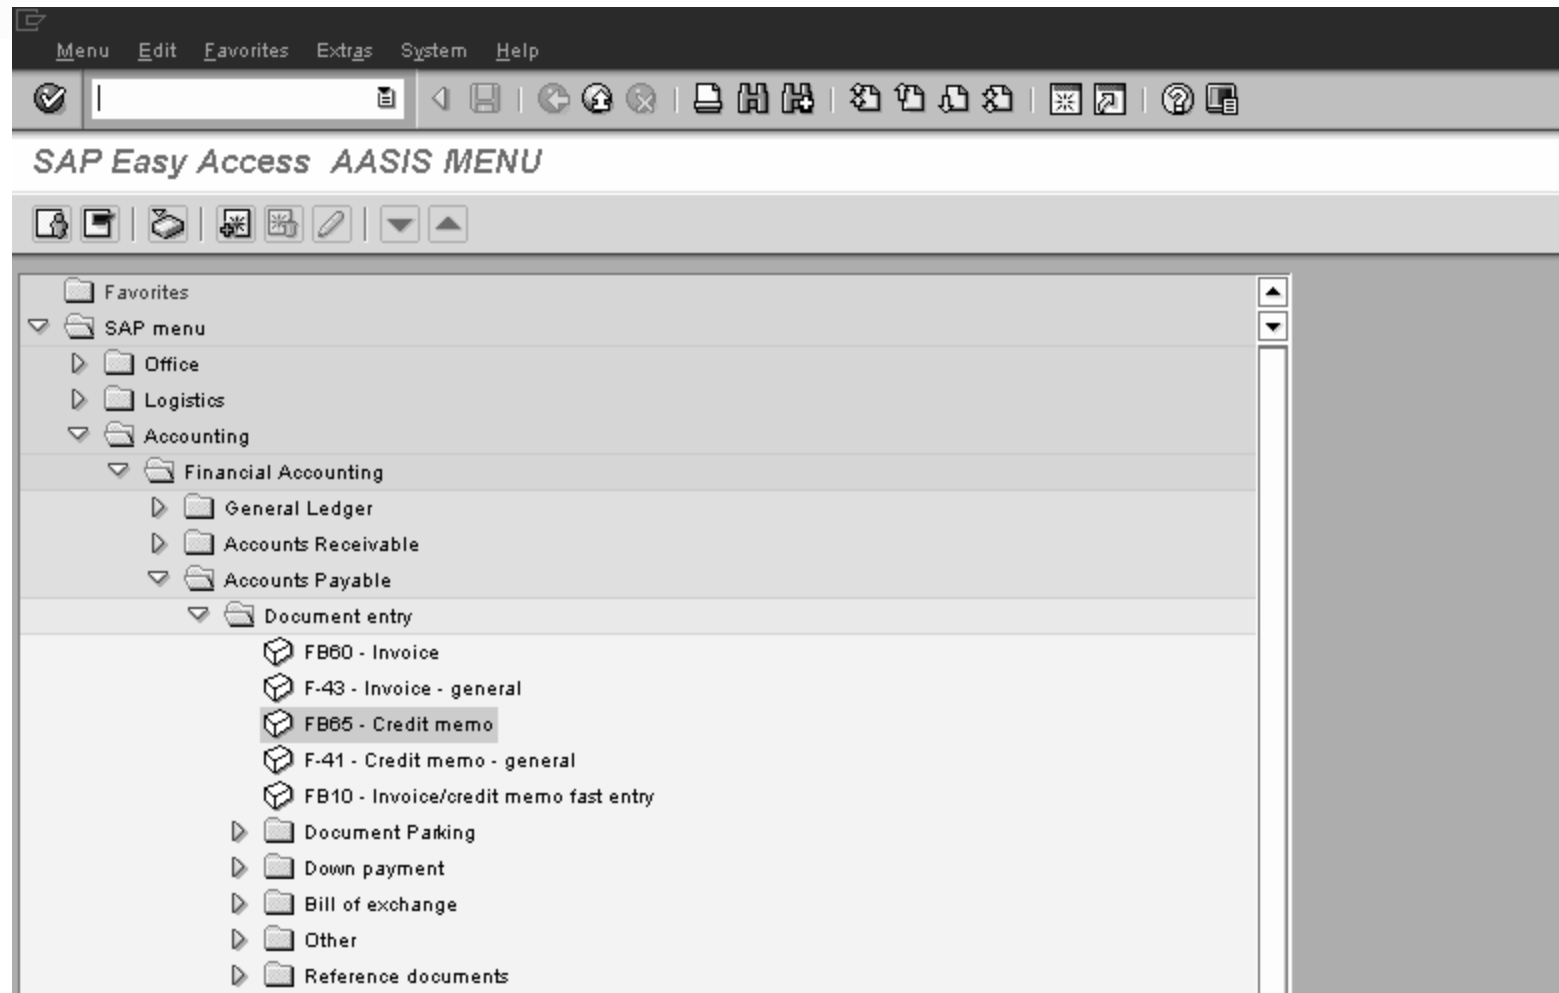 Menu Edit Favorites Extras System Help
SAP Easy Access AASIS MENU
Favorites
SAP menu
Office
Logistics
Accounting
Financial Accounting
General Ledger
Accounts Receivable
Accounts Payable
Document entry
FB60 - Invoice
F-43 - Invoice - general
FB65 - Credit memo
F-41 - Credit memo - general
FB10 - Invoice/credit memo fast entry
Document Parking
Down payment
Bill of exchange
Other
Reference documents